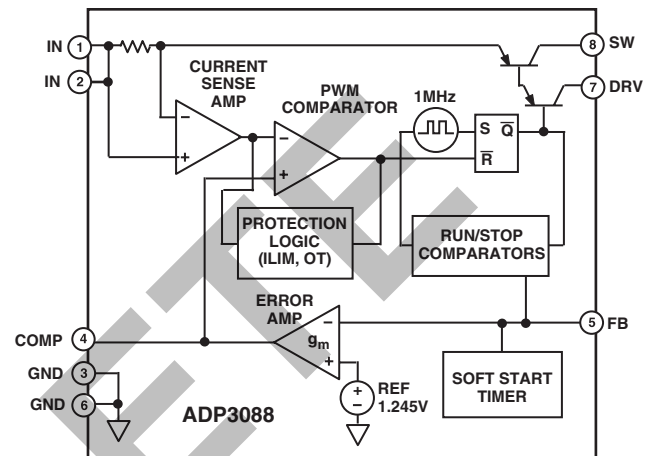 IN 1
IN 2
CURRENT
SENSE
AMP
−
+
PWM
COMPARATOR
−
+
1MHz
S Q̅
R̅
8 SW
7 DRV
PROTECTION
LOGIC
(ILIM, OT)
RUN/STOP
COMPARATORS
ERROR
AMP
−
gm
+
5 FB
COMP 4
GND 3
GND 6
ADP3088
+
−
REF
1.245V
SOFT START
TIMER
ETE